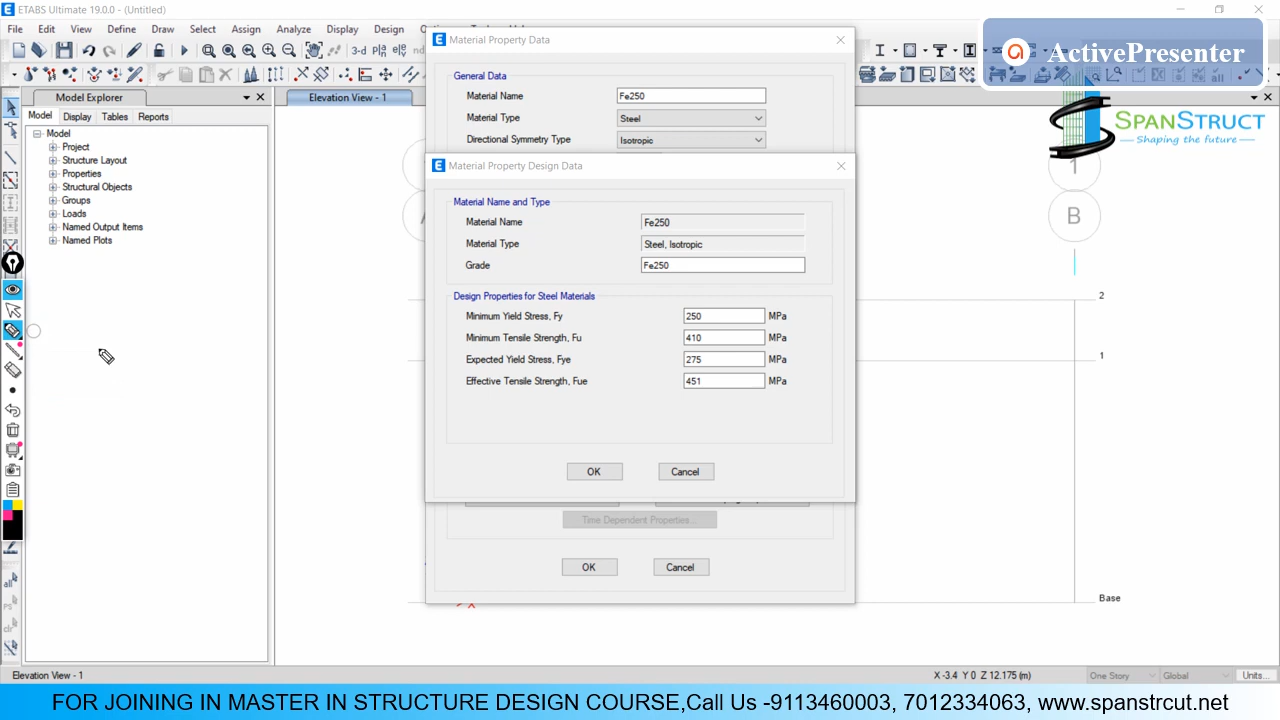 ETABS Ultimate 19.0.0 - (Untitled)
File Edit View Define Draw Select Assign Analyze Display Design
Material Property Data
ActivePresenter
3-d
General Data
Material Name Fe250
Material Type Steel
Directional Symmetry Type Isotropic
Model Explorer
Elevation View - 1
Model Display Tables Reports
Model
Project
Structure Layout
Properties
Structural Objects
Groups
Loads
Named Output Items
Named Plots
SPANSTRUCT
Shaping the future
1
B
Material Property Design Data
Material Name and Type
Material Name Fe250
Material Type Steel, Isotropic
Grade Fe250
Design Properties for Steel Materials
Minimum Yield Stress, Fy 250 MPa
Minimum Tensile Strength, Fu 410 MPa
Expected Yield Stress, Fye 275 MPa
Effective Tensile Strength, Fue 451 MPa
OK Cancel
2
1
Base
Time Dependent Properties...
OK Cancel
X
all
ps
clr
Elevation View - 1
X -3.4 Y 0 Z 12.175 (m)
One Story Global Units...
FOR JOINING IN MASTER IN STRUCTURE DESIGN COURSE,Call Us -9113460003, 7012334063, www.spanstrcut.net